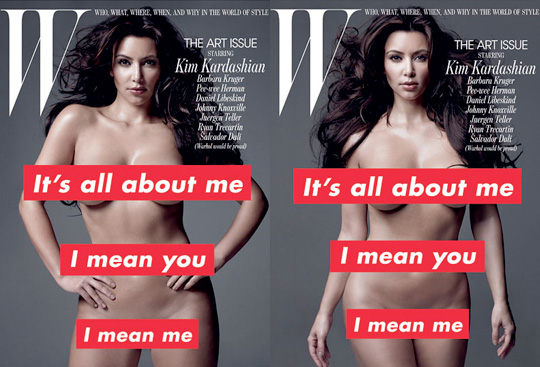 W
WHO, WHAT, WHERE, WHEN, AND WHY IN THE WORLD OF STYLE
THE ART ISSUE
STARRING
Kim Kardashian
Barbara Kruger
Pee-wee Herman
Daniel Libeskind
Johnny Knoxville
Juergen Teller
Ryan Trecartin
Salvador Dalí
(Warhol would be proud)
It's all about me
I mean you
I mean me
W
WHO, WHAT, WHERE, WHEN, AND WHY IN THE WORLD OF STYLE
THE ART ISSUE
STARRING
Kim Kardashian
Barbara Kruger
Pee-wee Herman
Daniel Libeskind
Johnny Knoxville
Juergen Teller
Ryan Trecartin
Salvador Dalí
(Warhol would be proud)
It's all about me
I mean you
I mean me